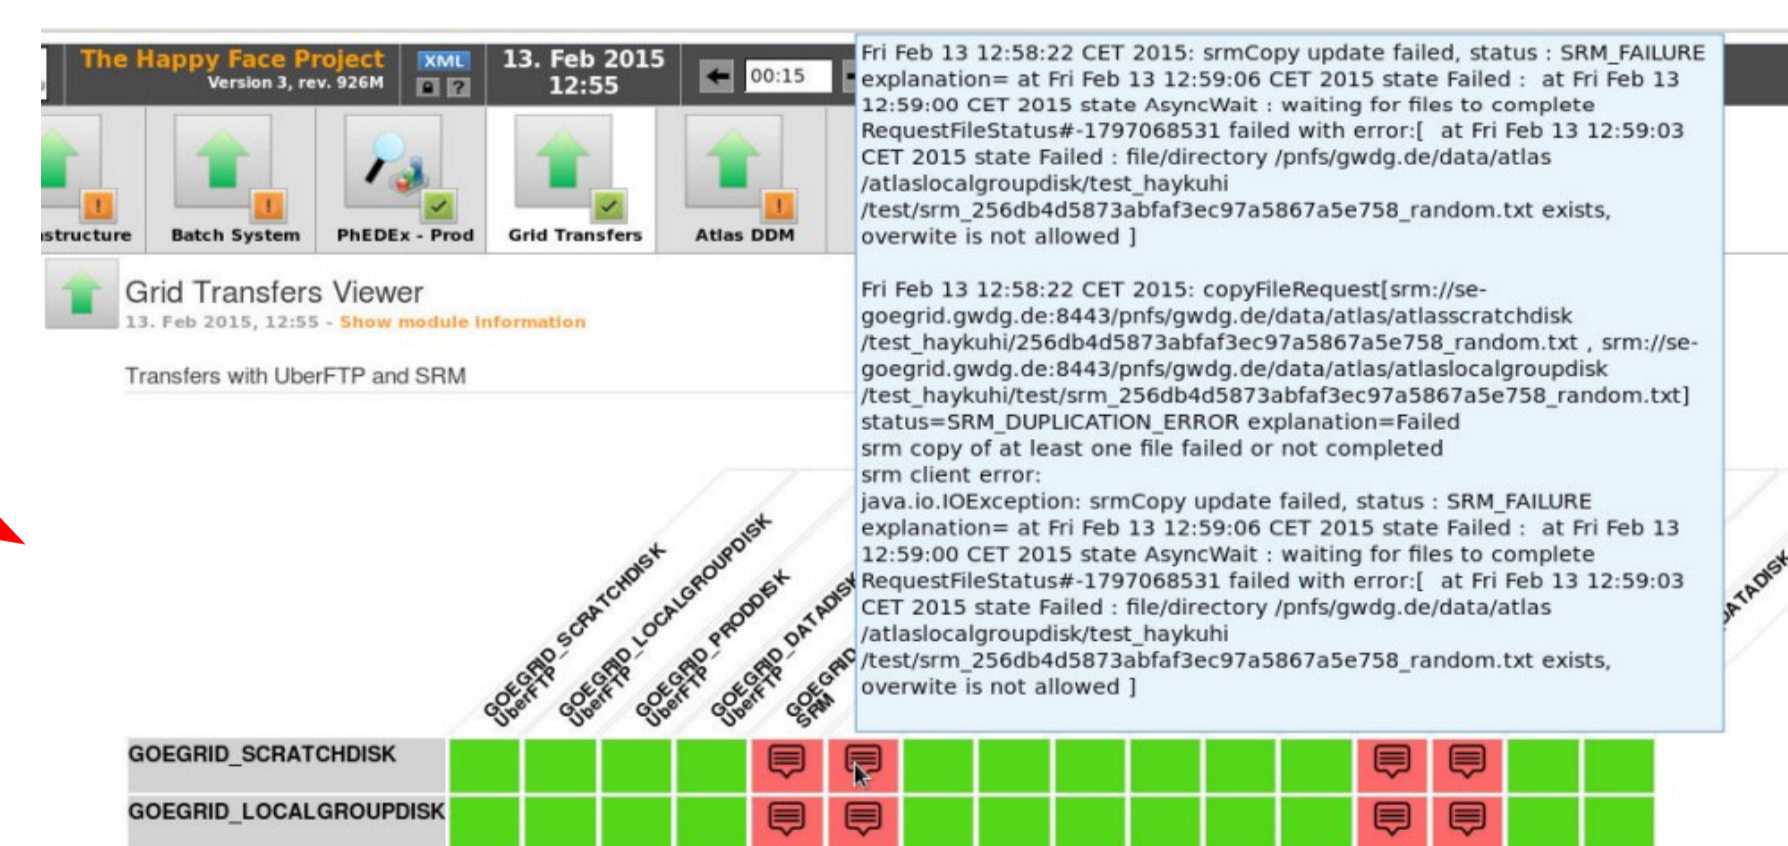 The Happy Face Project
Version 3, rev. 926M
XML
?
13. Feb 2015
12:55
00:15
structure
Batch System
PhEDEx - Prod
Grid Transfers
Atlas DDM
Grid Transfers Viewer
13. Feb 2015, 12:55 - Show module information
Transfers with UberFTP and SRM
Fri Feb 13 12:58:22 CET 2015: srmCopy update failed, status : SRM_FAILURE
explanation= at Fri Feb 13 12:59:06 CET 2015 state Failed :  at Fri Feb 13
12:59:00 CET 2015 state AsyncWait : waiting for files to complete
RequestFileStatus#-1797068531 failed with error:[  at Fri Feb 13 12:59:03
CET 2015 state Failed : file/directory /pnfs/gwdg.de/data/atlas
/atlaslocalgroupdisk/test_haykuhi
/test/srm_256db4d5873abfaf3ec97a5867a5e758_random.txt exists,
overwite is not allowed ]
Fri Feb 13 12:58:22 CET 2015: copyFileRequest[srm://se-
goegrid.gwdg.de:8443/pnfs/gwdg.de/data/atlas/atlasscratchdisk
/test_haykuhi/256db4d5873abfaf3ec97a5867a5e758_random.txt , srm://se-
goegrid.gwdg.de:8443/pnfs/gwdg.de/data/atlas/atlaslocalgroupdisk
/test_haykuhi/test/srm_256db4d5873abfaf3ec97a5867a5e758_random.txt]
status=SRM_DUPLICATION_ERROR explanation=Failed
srm copy of at least one file failed or not completed
srm client error:
java.io.IOException: srmCopy update failed, status : SRM_FAILURE
explanation= at Fri Feb 13 12:59:06 CET 2015 state Failed :  at Fri Feb 13
12:59:00 CET 2015 state AsyncWait : waiting for files to complete
RequestFileStatus#-1797068531 failed with error:[  at Fri Feb 13 12:59:03
CET 2015 state Failed : file/directory /pnfs/gwdg.de/data/atlas
/atlaslocalgroupdisk/test_haykuhi
/test/srm_256db4d5873abfaf3ec97a5867a5e758_random.txt exists,
overwite is not allowed ]
GOEGRID_SCRATCHDISK
UberFTP
GOEGRID_LOCALGROUPDISK
UberFTP
GOEGRID_PRODDISK
UberFTP
GOEGRID_DATADISK
UberFTP
GOEGRID
SRM
ATADISK
GOEGRID_SCRATCHDISK
GOEGRID_LOCALGROUPDISK